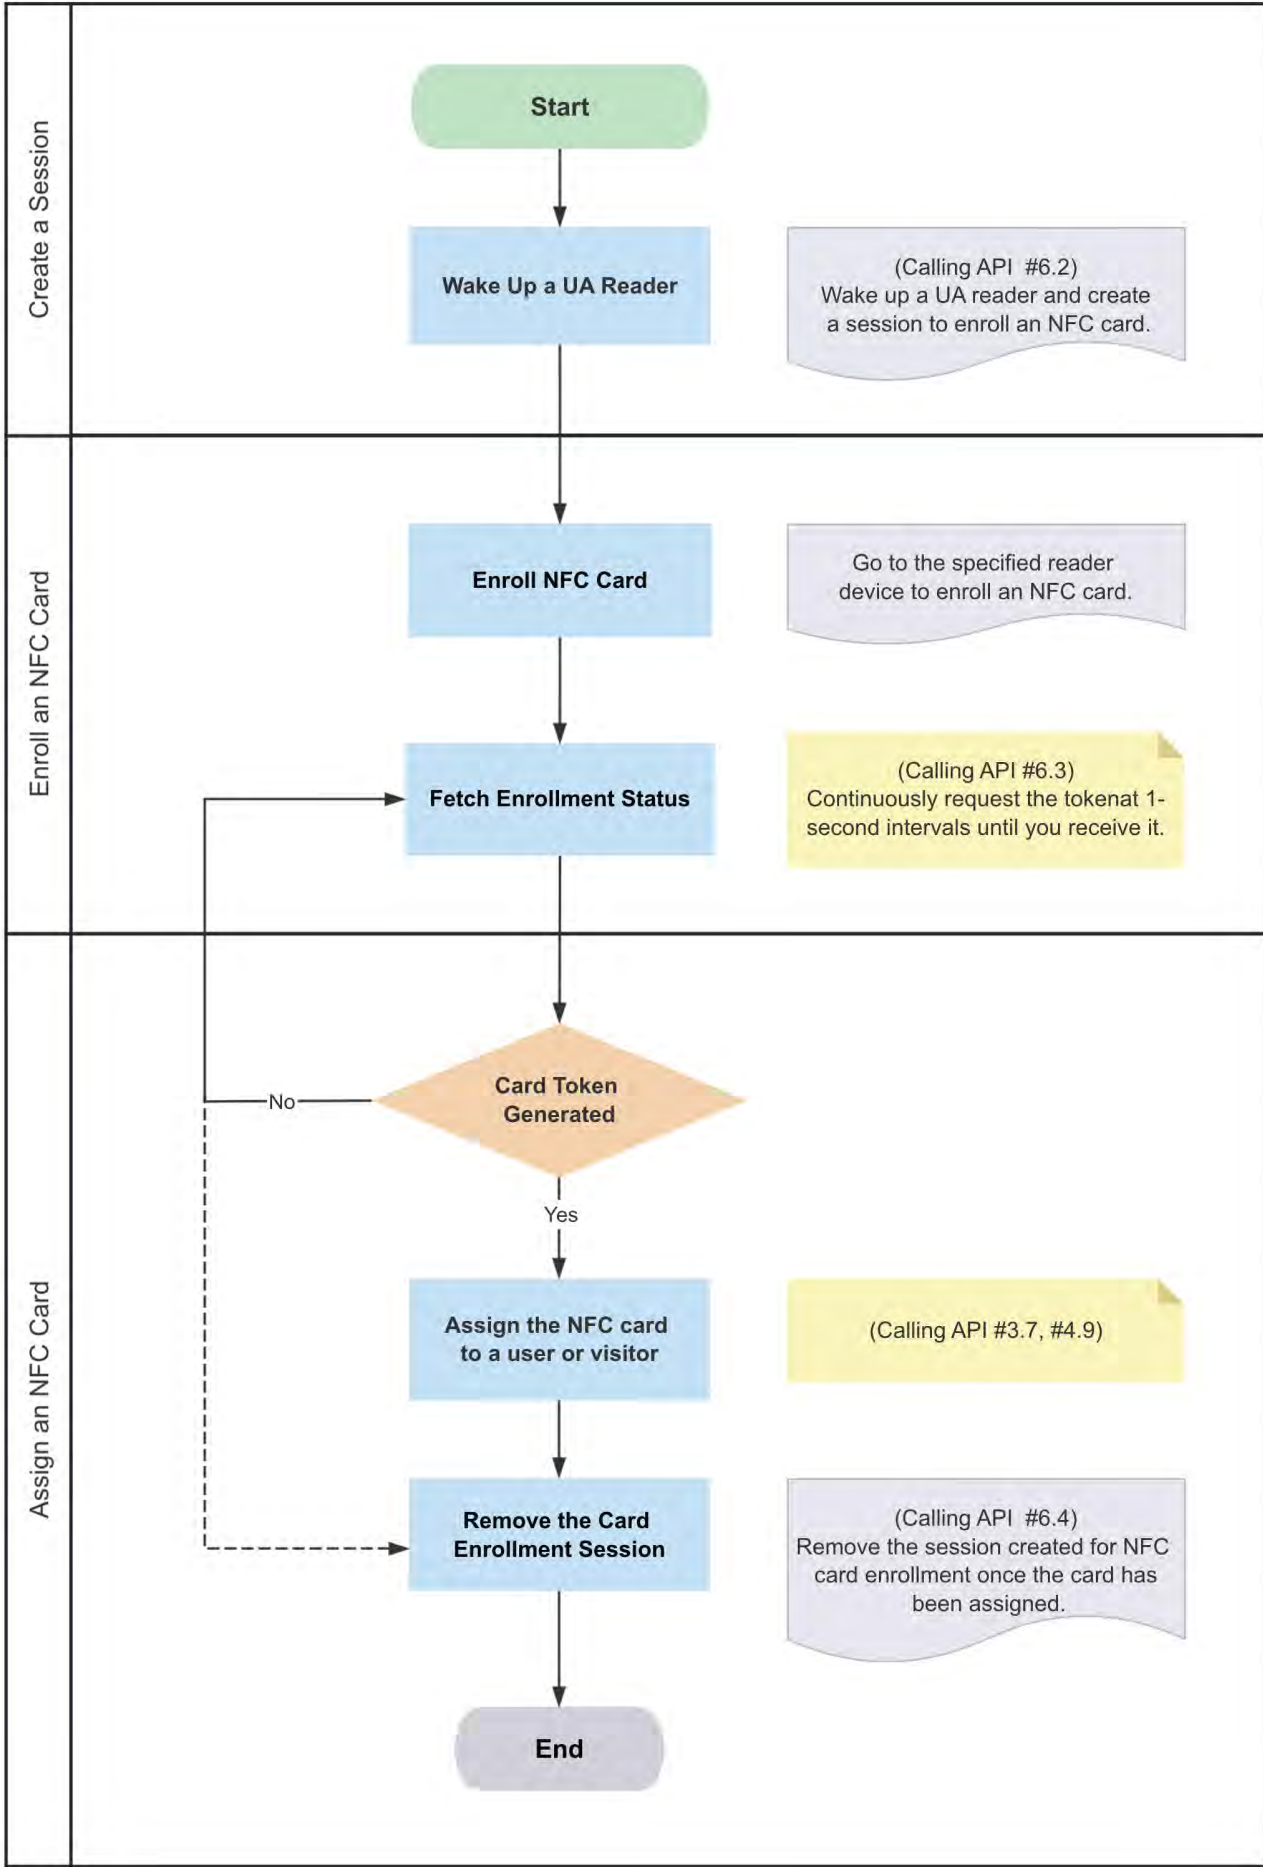 Create a Session
Start
Wake Up a UA Reader
(Calling API #6.2)
Wake up a UA reader and create
a session to enroll an NFC card.
Enroll an NFC Card
Enroll NFC Card
Go to the specified reader
device to enroll an NFC card.
Fetch Enrollment Status
(Calling API #6.3)
Continuously request the tokenat 1-
second intervals until you receive it.
Assign an NFC Card
Card Token
Generated
No
Yes
Assign the NFC card
to a user or visitor
(Calling API #3.7, #4.9)
Remove the Card
Enrollment Session
(Calling API #6.4)
Remove the session created for NFC
card enrollment once the card has
been assigned.
End